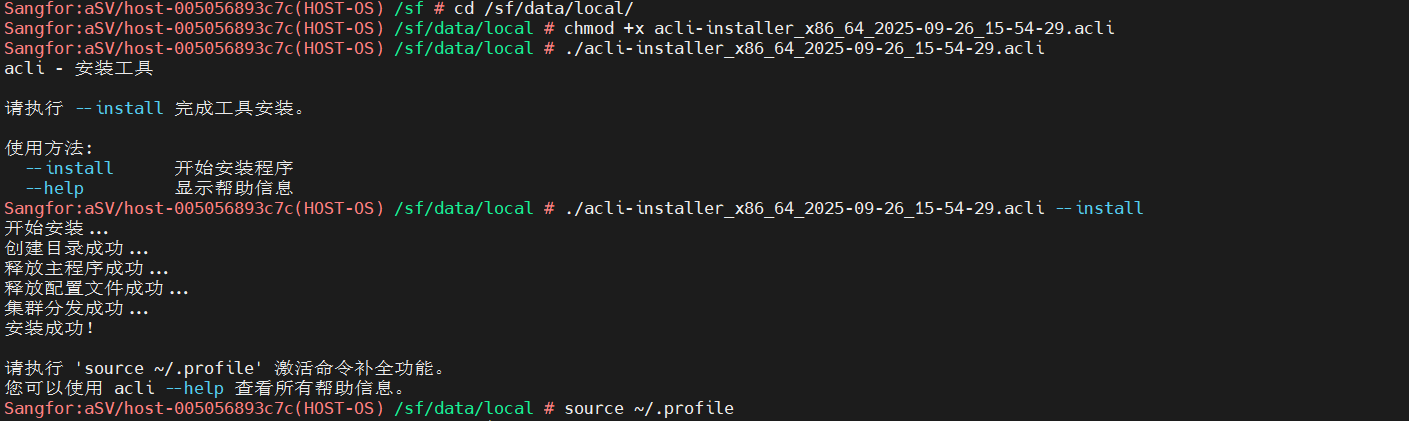 Sangfor:aSV/host-005056893c7c(HOST-OS) /sf # cd /sf/data/local/
Sangfor:aSV/host-005056893c7c(HOST-OS) /sf/data/local # chmod +x acli-installer_x86_64_2025-09-26_15-54-29.acli
Sangfor:aSV/host-005056893c7c(HOST-OS) /sf/data/local # ./acli-installer_x86_64_2025-09-26_15-54-29.acli
acli - 安装工具
请执行 --install 完成工具安装。
使用方法:
--install 开始安装程序
--help 显示帮助信息
Sangfor:aSV/host-005056893c7c(HOST-OS) /sf/data/local # ./acli-installer_x86_64_2025-09-26_15-54-29.acli --install
开始安装...
创建目录成功...
释放主程序成功...
释放配置文件成功...
集群分发成功...
安装成功!
请执行 'source ~/.profile' 激活命令补全功能。
您可以使用 acli --help 查看所有帮助信息。
Sangfor:aSV/host-005056893c7c(HOST-OS) /sf/data/local # source ~/.profile